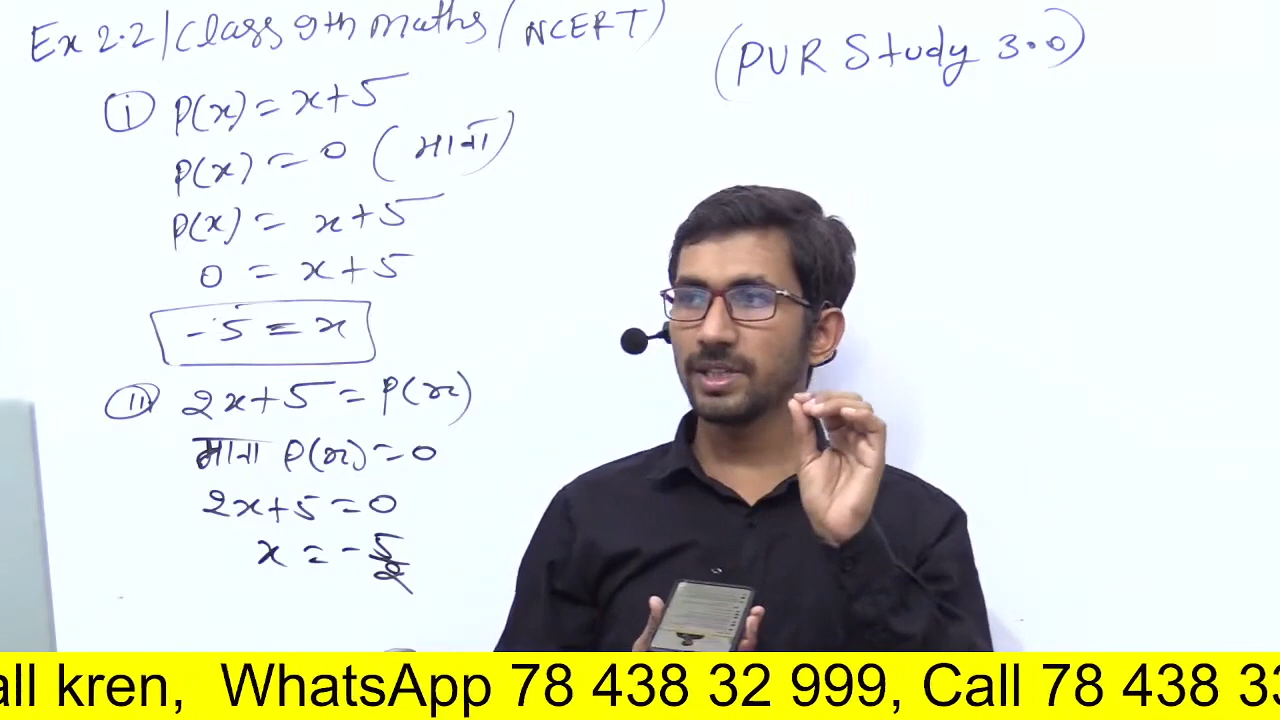 Ex 2.2 / Class 9th maths / (NCERT)
(PVR Study 3.0)
(i) p(x) = x+5
p(x) = 0 (माना)
p(x) = x+5
0 = x+5
-5 = x
(ii) 2x+5 = p(x)
माना p(x) = 0
2x+5 = 0
x = -5/2
all kren, WhatsApp 78 438 32 999, Call 78 438 33